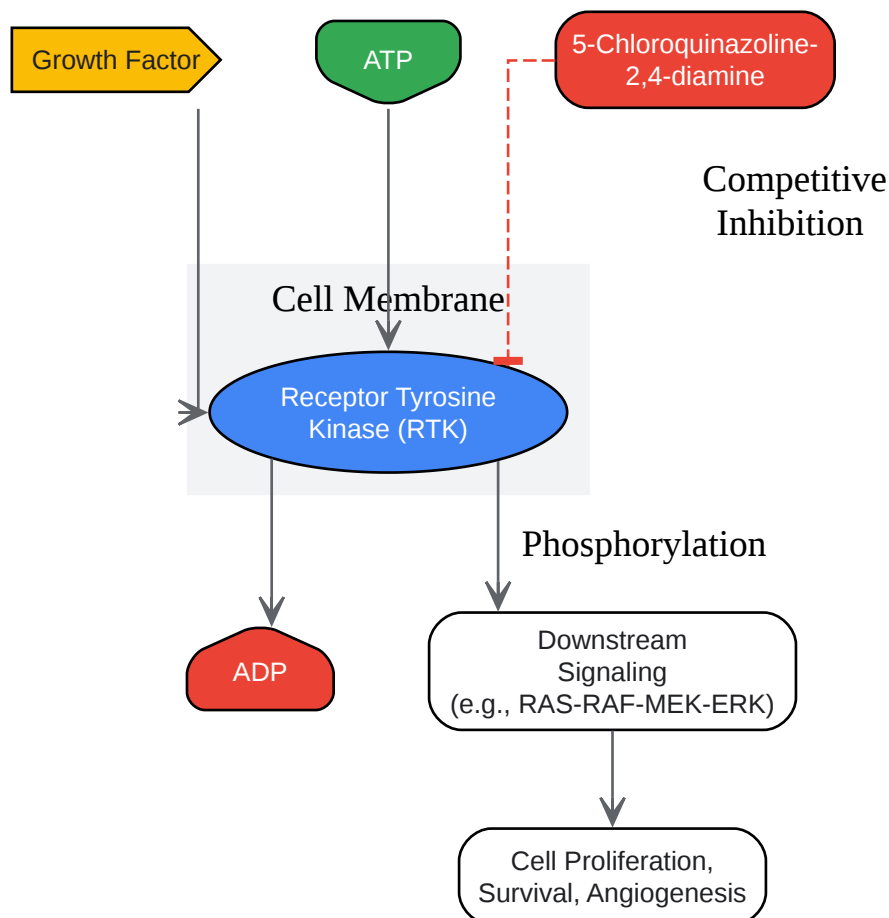 Growth Factor
ATP
5-Chloroquinazoline-
2,4-diamine
Competitive
Inhibition
Cell Membrane
Receptor Tyrosine
Kinase (RTK)
Phosphorylation
ADP
Downstream
Signaling
(e.g., RAS-RAF-MEK-ERK)
Cell Proliferation,
Survival, Angiogenesis